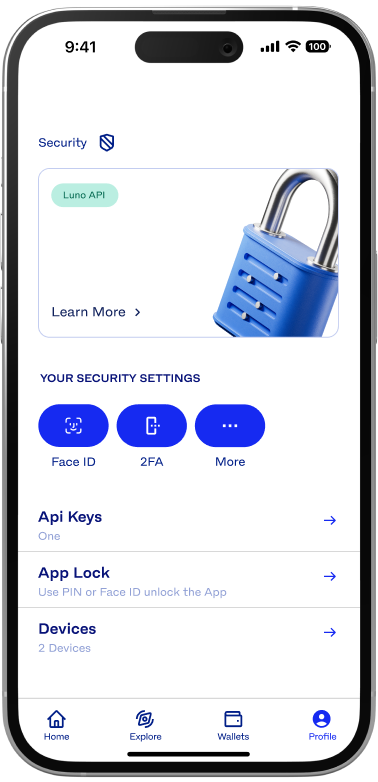 9:41
100
Security
Luno API
Learn More
YOUR SECURITY SETTINGS
Face ID
2FA
More
Api Keys
One
App Lock
Use PIN or Face ID unlock the App
Devices
2 Devices
Home
Explore
Wallets
Profile